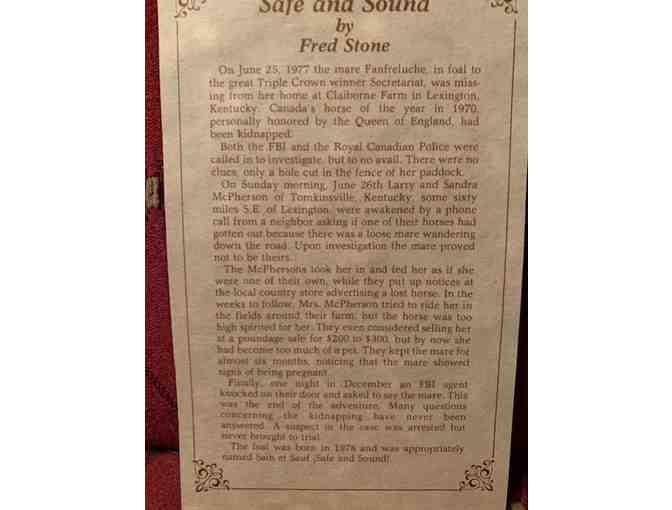 Safe and Sound
by
Fred Stone
On June 25, 1977 the mare Fanfreluche, in foal to
the great Triple Crown winner Secretariat, was miss-
ing from her home at Claiborne Farm in Lexington,
Kentucky. Canada's horse of the year in 1970,
personally honored by the Queen of England, had
been kidnapped.
Both the FBI and the Royal Canadian Police were
called in to investigate, but to no avail. There were no
clues, only a hole cut in the fence of her paddock.
On Sunday morning, June 26th Larry and Sandra
McPherson of Tomkinsville, Kentucky, some sixty
miles S.E. of Lexington, were awakened by a phone
call from a neighbor asking if one of their horses had
gotten out because there was a loose mare wandering
down the road. Upon investigation the mare proved
not to be theirs.
The McPhersons took her in and fed her as if she
were one of their own, while they put up notices at
the local country store advertising a lost horse. In the
weeks to follow, Mrs. McPherson tried to ride her in
the fields around their farm, but the horse was too
high spirited for her. They even considered selling her
at a poundage sale for $200 to $300, but by now she
had become too much of a pet. They kept the mare for
almost six months, noticing that the mare showed
signs of being pregnant.
Finally, one night in December an FBI agent
knocked on their door and asked to see the mare. This
was the end of the adventure. Many questions
concerning the kidnapping have never been
answered. A suspect in the case was arrested but
never brought to trial.
The foal was born in 1978 and was appropriately
named Sain et Sauf (Safe and Sound)